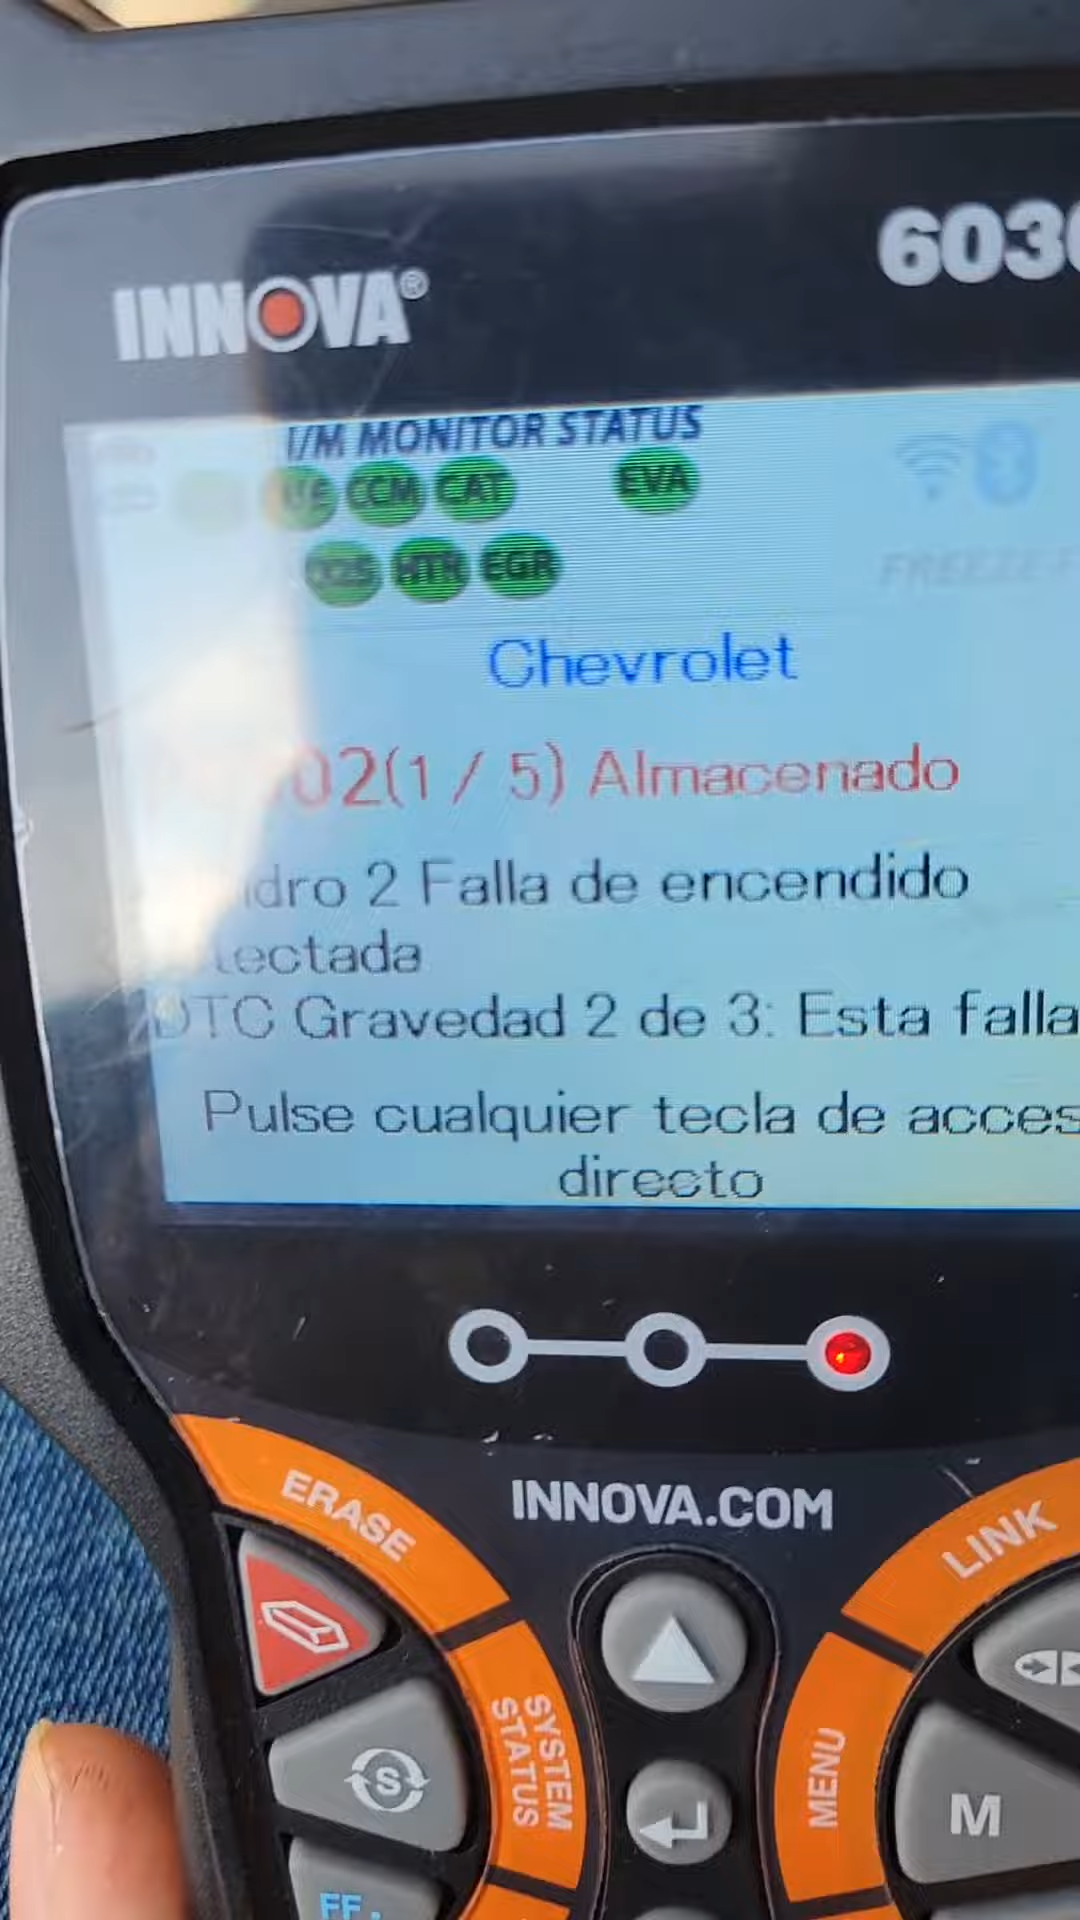 603
INNOVA®
I/M MONITOR STATUS
CCM CAT EVA
O2S HTR EGR
FREEZE F
Chevrolet
02(1 / 5) Almacenado
dro 2 Falla de encendido
tectada
DTC Gravedad 2 de 3: Esta falla
Pulse cualquier tecla de acces
directo
INNOVA.COM
ERASE
LINK
SYSTEM
STATUS
S
MENU
M
FF.